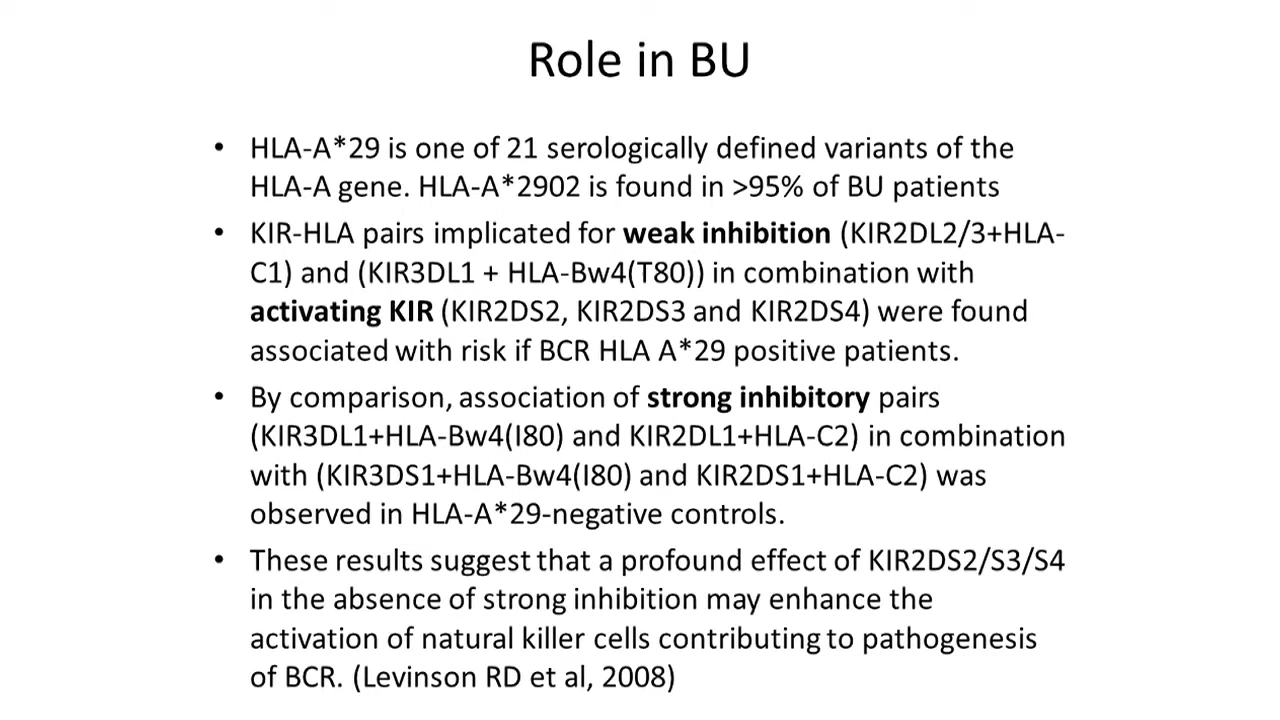 Role in BU
• HLA-A*29 is one of 21 serologically defined variants of the
HLA-A gene. HLA-A*2902 is found in >95% of BU patients
• KIR-HLA pairs implicated for weak inhibition (KIR2DL2/3+HLA-
C1) and (KIR3DL1 + HLA-Bw4(T80)) in combination with
activating KIR (KIR2DS2, KIR2DS3 and KIR2DS4) were found
associated with risk if BCR HLA A*29 positive patients.
• By comparison, association of strong inhibitory pairs
(KIR3DL1+HLA-Bw4(I80) and KIR2DL1+HLA-C2) in combination
with (KIR3DS1+HLA-Bw4(I80) and KIR2DS1+HLA-C2) was
observed in HLA-A*29-negative controls.
• These results suggest that a profound effect of KIR2DS2/S3/S4
in the absence of strong inhibition may enhance the
activation of natural killer cells contributing to pathogenesis
of BCR. (Levinson RD et al, 2008)